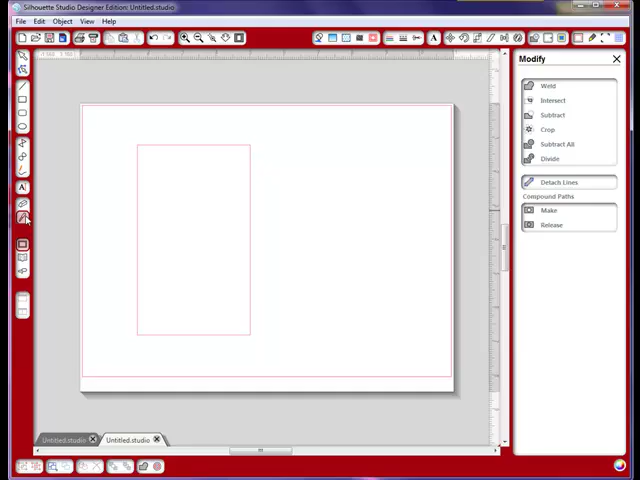 Silhouette Studio Designer Edition: Untitled.studio
File Edit Object View Help
Modify
Weld
Intersect
Subtract
Crop
Subtract All
Divide
Detach Lines
Compound Paths
Make
Release
Untitled.studio
Untitled.studio